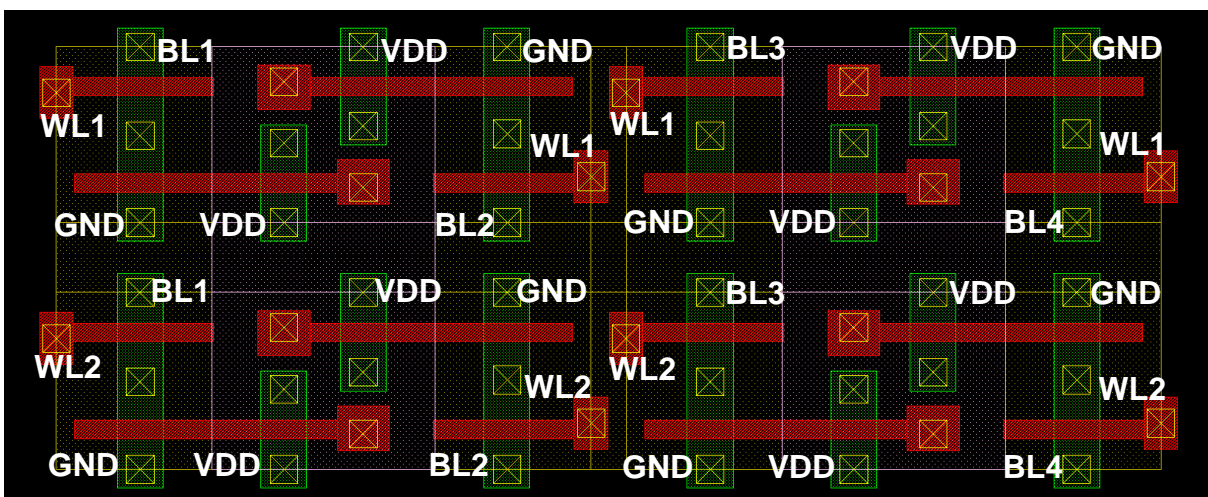 BL1 VDD GND BL3 VDD GND
WL1 WL1 WL1 WL1
GND VDD BL2 GND VDD BL4
BL1 VDD GND BL3 VDD GND
WL2 WL2 WL2 WL2
GND VDD BL2 GND VDD BL4